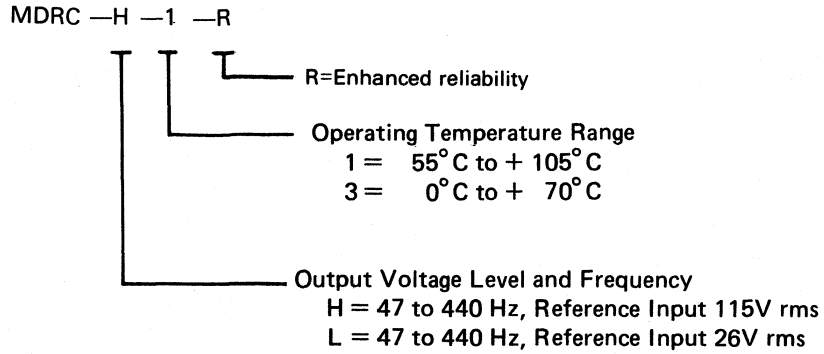 MDRC —H —1 —R
R=Enhanced reliability
Operating Temperature Range
1 = 55°C to + 105°C
3 = 0°C to + 70°C
Output Voltage Level and Frequency
H = 47 to 440 Hz, Reference Input 115V rms
L = 47 to 440 Hz, Reference Input 26V rms